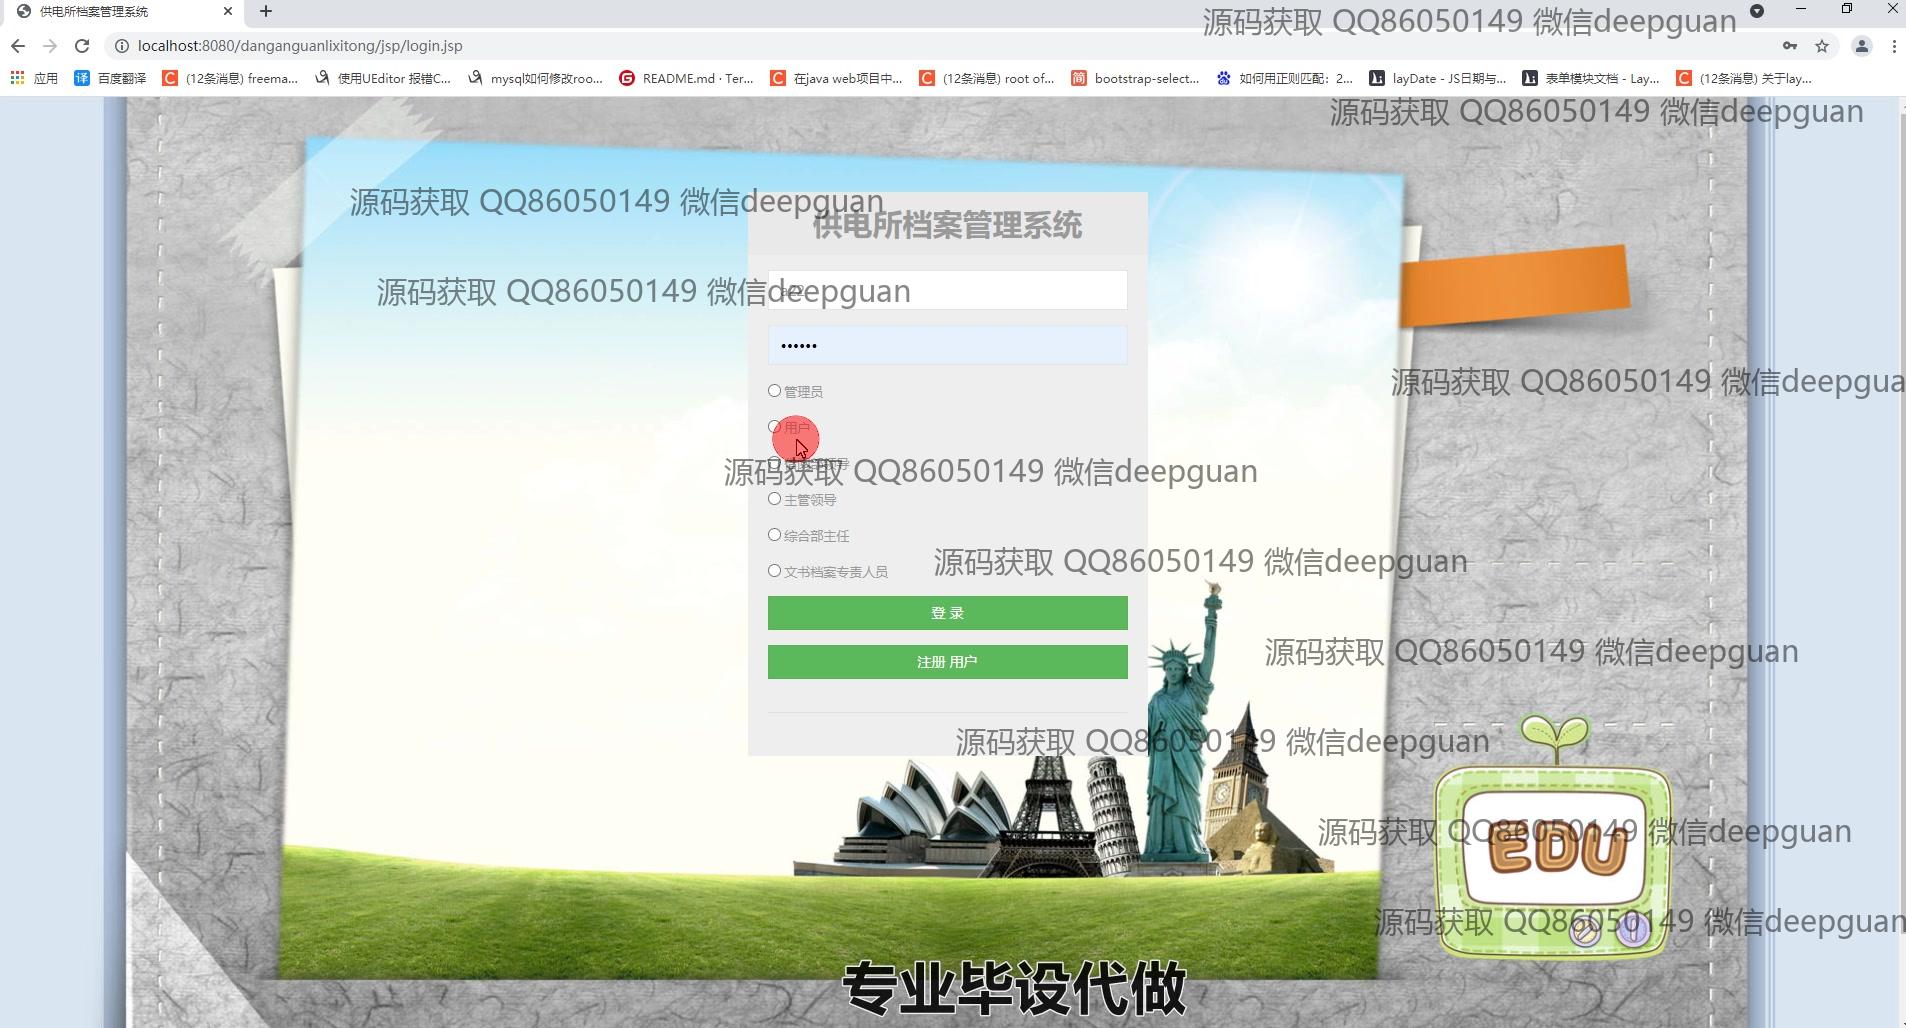 供电所档案管理系统
localhost:8080/danganguanlixitong/jsp/login.jsp
应用 百度翻译 (12条消息) freema... 使用UEditor 报错C... mysql如何修改roo... README.md · Ter... 在java web项目中... (12条消息) root of... bootstrap-select... 如何用正则匹配：2... layDate - JS日期与... 表单模块文档 - Lay... (12条消息) 关于lay...
源码获取 QQ86050149 微信deepguan
源码获取 QQ86050149 微信deepguan
源码获取 QQ86050149 微信deepguan
供电所档案管理系统
源码获取 QQ86050149 微信deepguan
••••••
管理员
源码获取 QQ86050149 微信deepgua
用户
源码获取 QQ86050149 微信deepguan
主管领导
综合部主任
源码获取 QQ86050149 微信deepguan
文书档案专责人员
登 录
源码获取 QQ86050149 微信deepguan
注册 用户
源码获取 QQ86050149 微信deepguan
源码获取 QQ86050149 微信deepguan
EDU
源码获取 QQ86050149 微信deepguan
专业毕设代做